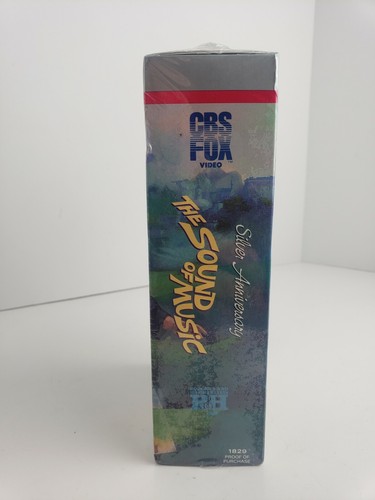 CBS
FOX
VIDEO
Silver Anniversary
THE SOUND
OF MUSIC
1829
PROOF OF
PURCHASE